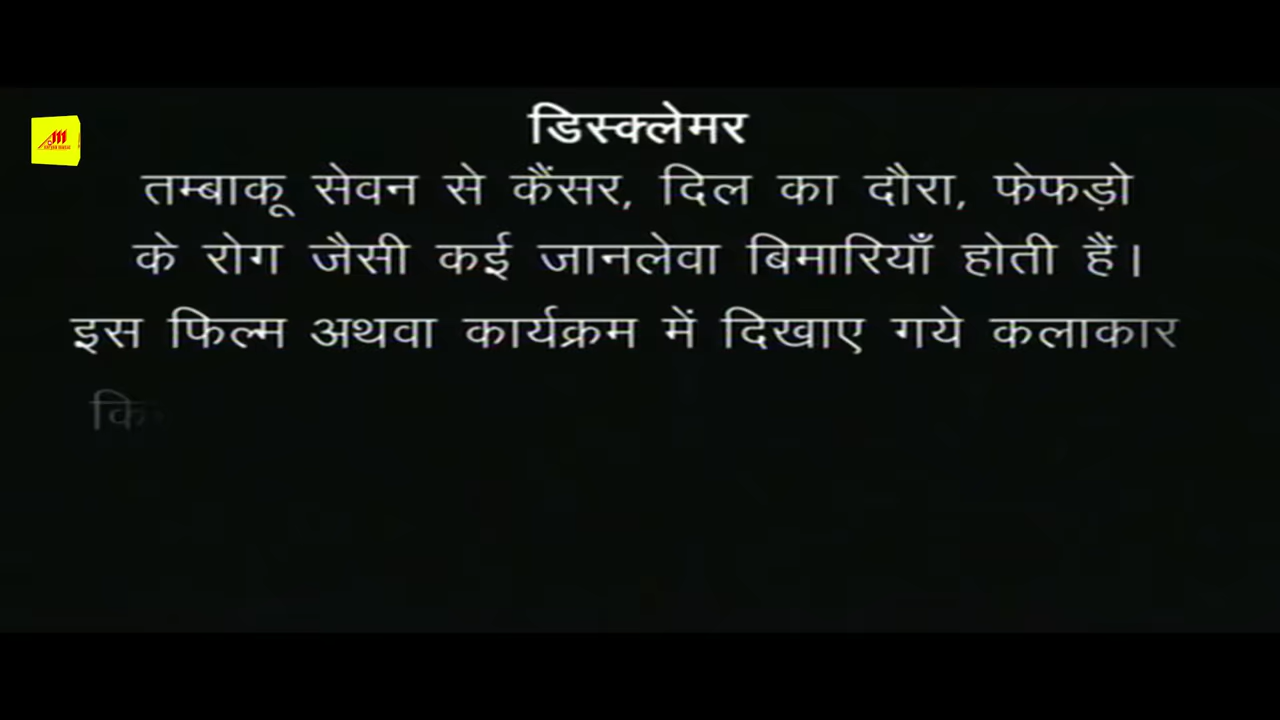 डिस्क्लेमर
तम्बाकू सेवन से कैंसर, दिल का दौरा, फेफड़ो
के रोग जैसी कई जानलेवा बिमारियाँ होती हैं।
इस फिल्म अथवा कार्यक्रम में दिखाए गये कलाकार